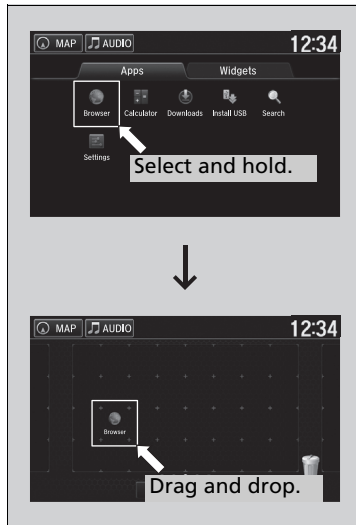 MAP AUDIO 12:34
Apps Widgets
Browser Calculator Downloads Install USB Search
Settings
Select and hold.
MAP AUDIO 12:34
Browser
Drag and drop.